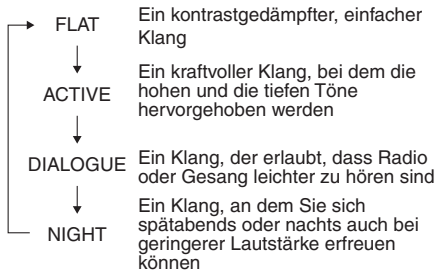 FLAT Ein kontrastgedämpfter, einfacher
Klang
ACTIVE Ein kraftvoller Klang, bei dem die
hohen und die tiefen Töne
hervorgehoben werden
DIALOGUE Ein Klang, der erlaubt, dass Radio
oder Gesang leichter zu hören sind
NIGHT Ein Klang, an dem Sie sich
spätabends oder nachts auch bei
geringerer Lautstärke erfreuen
können